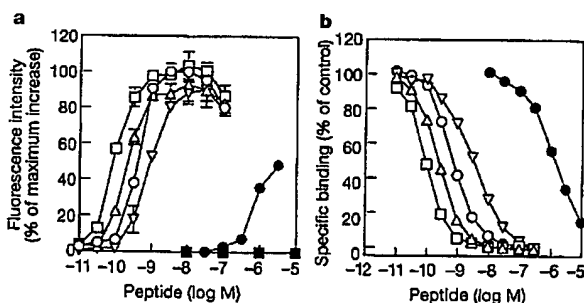 a
Fluorescence intensity
(% of maximum increase)
120
100
80
60
40
20
0
-11 -10 -9 -8 -7 -6 -5
Peptide (log M)
b
Specific binding (% of control)
120
100
80
60
40
20
0
-12 -11 -10 -9 -8 -7 -6 -5
Peptide (log M)